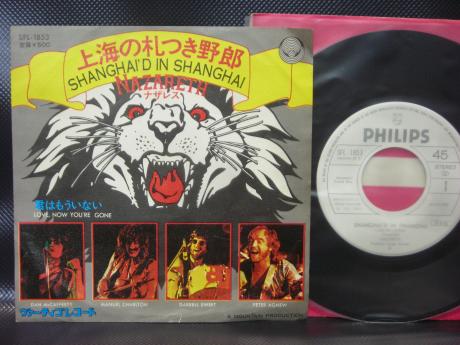 SFL-1853
定価¥500
上海の札つき野郎
SHANGHAI'D IN SHANGHAI
NAZARETH
ナザレス
君はもういない
LOVE, NOW YOU'RE GONE
DAN McCAFFERTY
MANUEL CHARLTON
DARRELL SWEET
PETER AGNEW
ヴァーティゴ レコード
A MOUNTAIN PRODUCTION
PHILIPS
SFL 1853
45
STEREO
SHANGHAI'D IN SHANGHAI